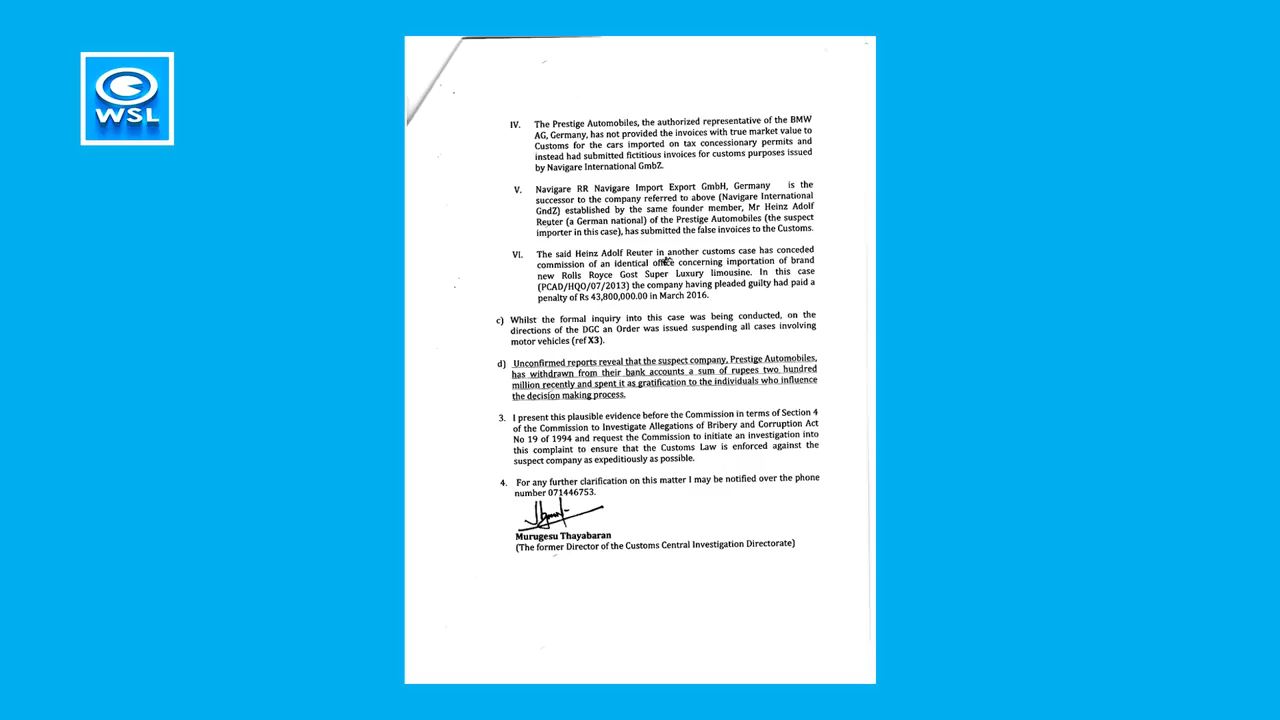 WSL
IV. The Prestige Automobiles, the authorized representative of the BMW
AG, Germany, has not provided the invoices with true market value to
Customs for the cars imported on tax concessionary permits and
instead had submitted fictitious invoices for customs purposes issued
by Navigare International GmbZ.
V. Navigare RR Navigare Import Export GmbH, Germany is the
successor to the company referred to above (Navigare International
GndZ) established by the same founder member, Mr Heinz Adolf
Reuter (a German national) of the Prestige Automobiles (the suspect
importer in this case), has submitted the false invoices to the Customs.
VI. The said Heinz Adolf Reuter in another customs case has conceded
commission of an identical office concerning importation of brand
new Rolls Royce Gost Super Luxury limousine. In this case
(PCAD/HQO/07/2013) the company having pleaded guilty had paid a
penalty of Rs 43,800,000.00 in March 2016.
c) Whilst the formal inquiry into this case was being conducted, on the
directions of the DGC an Order was issued suspending all cases involving
motor vehicles (ref X3).
d) Unconfirmed reports reveal that the suspect company, Prestige Automobiles,
has withdrawn from their bank accounts a sum of rupees two hundred
million recently and spent it as gratification to the individuals who influence
the decision making process.
3. I present this plausible evidence before the Commission in terms of Section 4
of the Commission to Investigate Allegations of Bribery and Corruption Act
No 19 of 1994 and request the Commission to initiate an investigation into
this complaint to ensure that the Customs Law is enforced against the
suspect company as expeditiously as possible.
4. For any further clarification on this matter I may be notified over the phone
number 071446753.
Murugesu Thayabaran
(The former Director of the Customs Central Investigation Directorate)